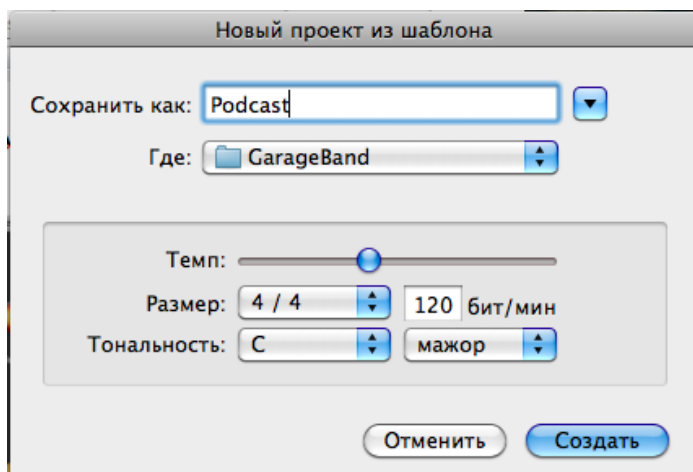 Новый проект из шаблона
Сохранить как: Podcast
Где: GarageBand
Темп:
Размер: 4 / 4 120 бит/мин
Тональность: C мажор
Отменить Создать